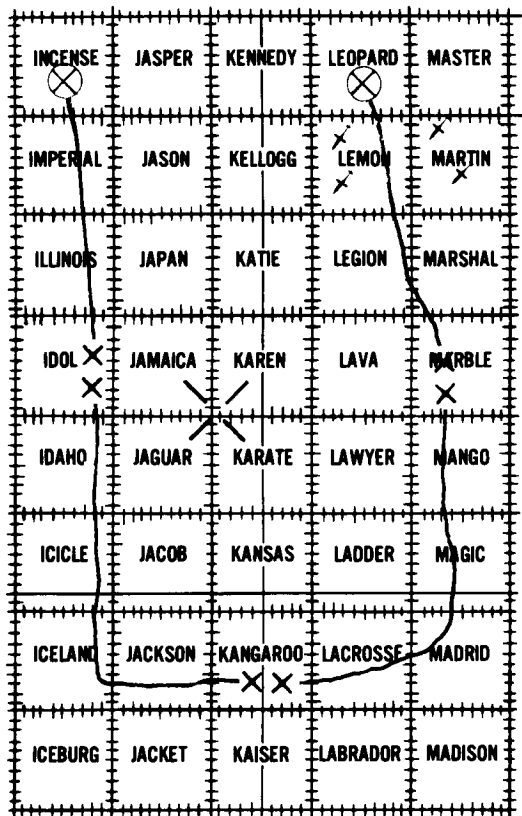 INCENSE JASPER KENNEDY LEOPARD MASTER
IMPERIAL JASON KELLOGG LEMON MARTIN
ILLINOIS JAPAN KATIE LEGION MARSHAL
IDOL JAMAICA KAREN LAVA MARBLE
IDAHO JAGUAR KARATE LAWYER MANGO
ICICLE JACOB KANSAS LADDER MAGIC
ICELAND JACKSON KANGAROO LACROSSE MADRID
ICEBURG JACKET KAISER LABRADOR MADISON